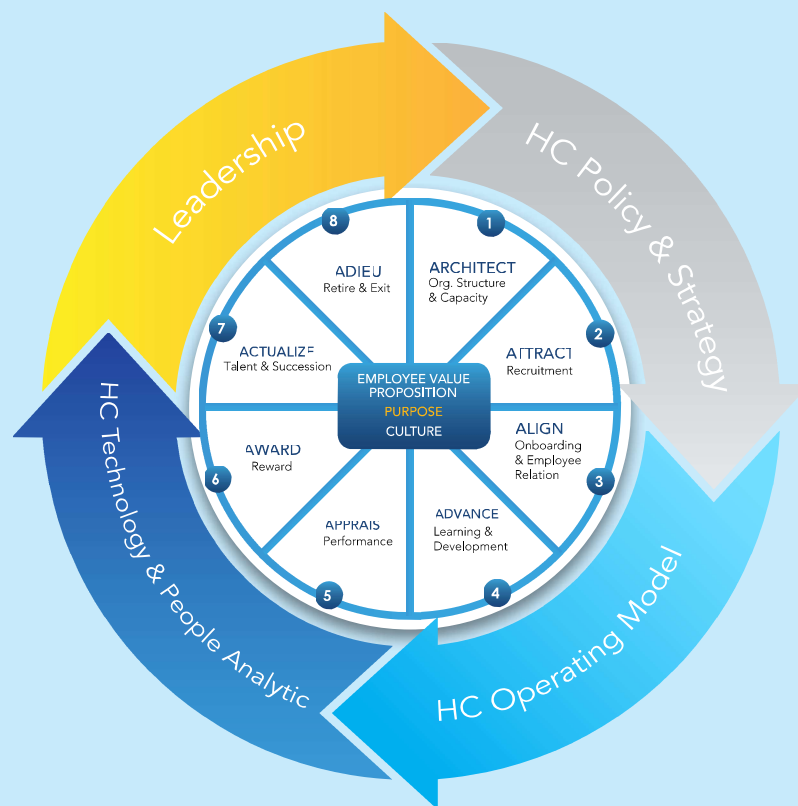 Leadership
HC Policy & Strategy
HC Operating Model
HC Technology & People Analytic
1
ARCHITECT
Org. Structure
& Capacity
2
ATTRACT
Recruitment
3
ALIGN
Onboarding
& Employee
Relation
4
ADVANCE
Learning &
Development
5
APPRAIS
Performance
6
AWARD
Reward
7
ACTUALIZE
Talent & Succession
8
ADIEU
Retire & Exit
EMPLOYEE VALUE
PROPOSITION
PURPOSE
CULTURE